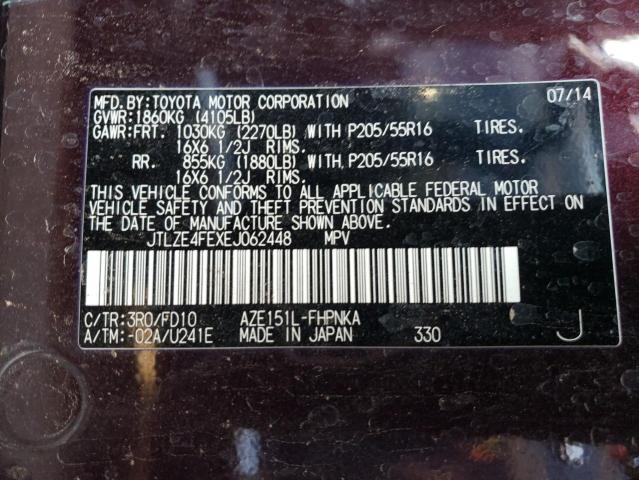 MFD.BY:TOYOTA MOTOR CORPORATION 07/14
GVWR:1860KG (4105LB)
GAWR:FRT. 1030KG (2270LB) WITH P205/55R16 TIRES.
16X6 1/2J RIMS.
RR. 855KG (1880LB) WITH P205/55R16 TIRES.
16X6 1/2J RIMS.
THIS VEHICLE CONFORMS TO ALL APPLICABLE FEDERAL MOTOR
VEHICLE SAFETY AND THEFT PREVENTION STANDARDS IN EFFECT ON
THE DATE OF MANUFACTURE SHOWN ABOVE.
JTLZE4FEXEJ062448 MPV
C/TR:3R0/FD10 AZE151L-FHPNKA
A/TM:-02A/U241E MADE IN JAPAN 330 J